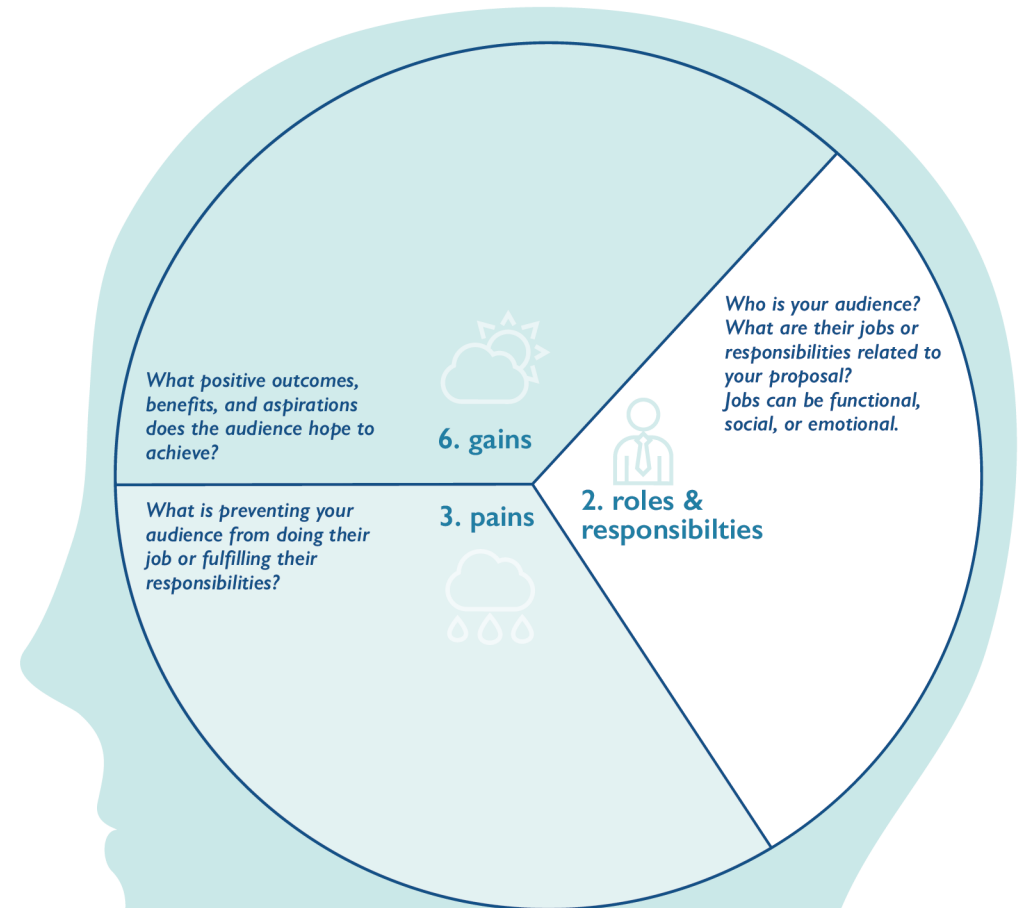 What positive outcomes,
benefits, and aspirations
does the audience hope to
achieve?
6. gains
What is preventing your
audience from doing their
job or fulfilling their
responsibilities?
3. pains
Who is your audience?
What are their jobs or
responsibilities related to
your proposal?
Jobs can be functional,
social, or emotional.
2. roles &
responsibilties